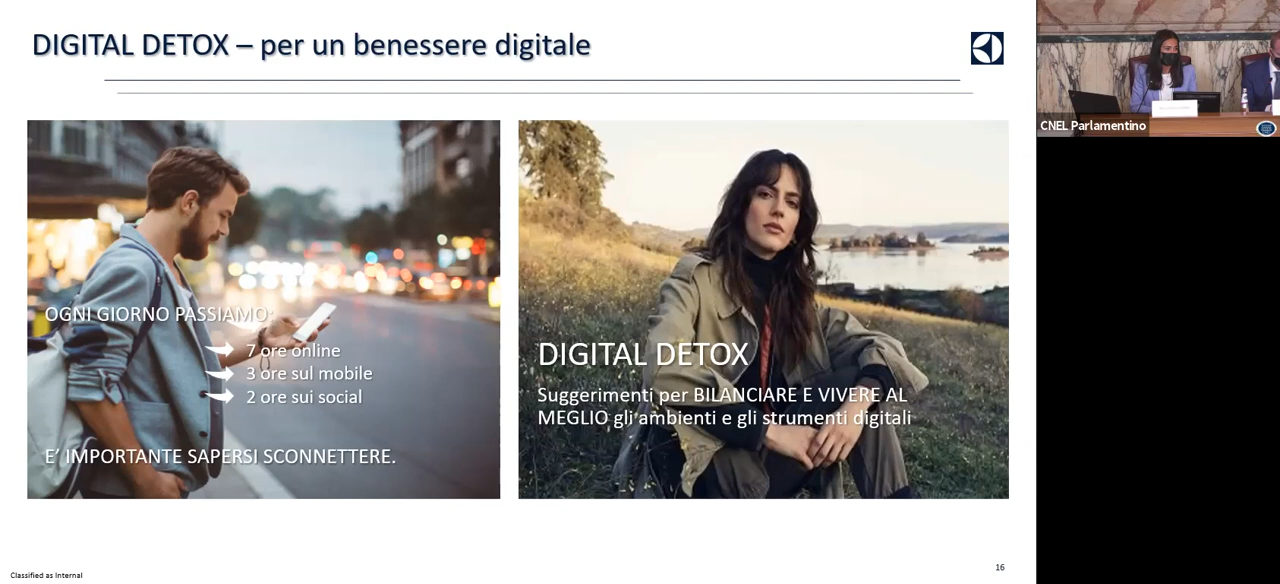 DIGITAL DETOX – per un benessere digitale
OGNI GIORNO PASSIAMO:
7 ore online
3 ore sul mobile
2 ore sui social
E’ IMPORTANTE SAPERSI SCONNETTERE.
DIGITAL DETOX
Suggerimenti per BILANCIARE E VIVERE AL
MEGLIO gli ambienti e gli strumenti digitali
CNEL Parlamentino
16
Classified as Internal